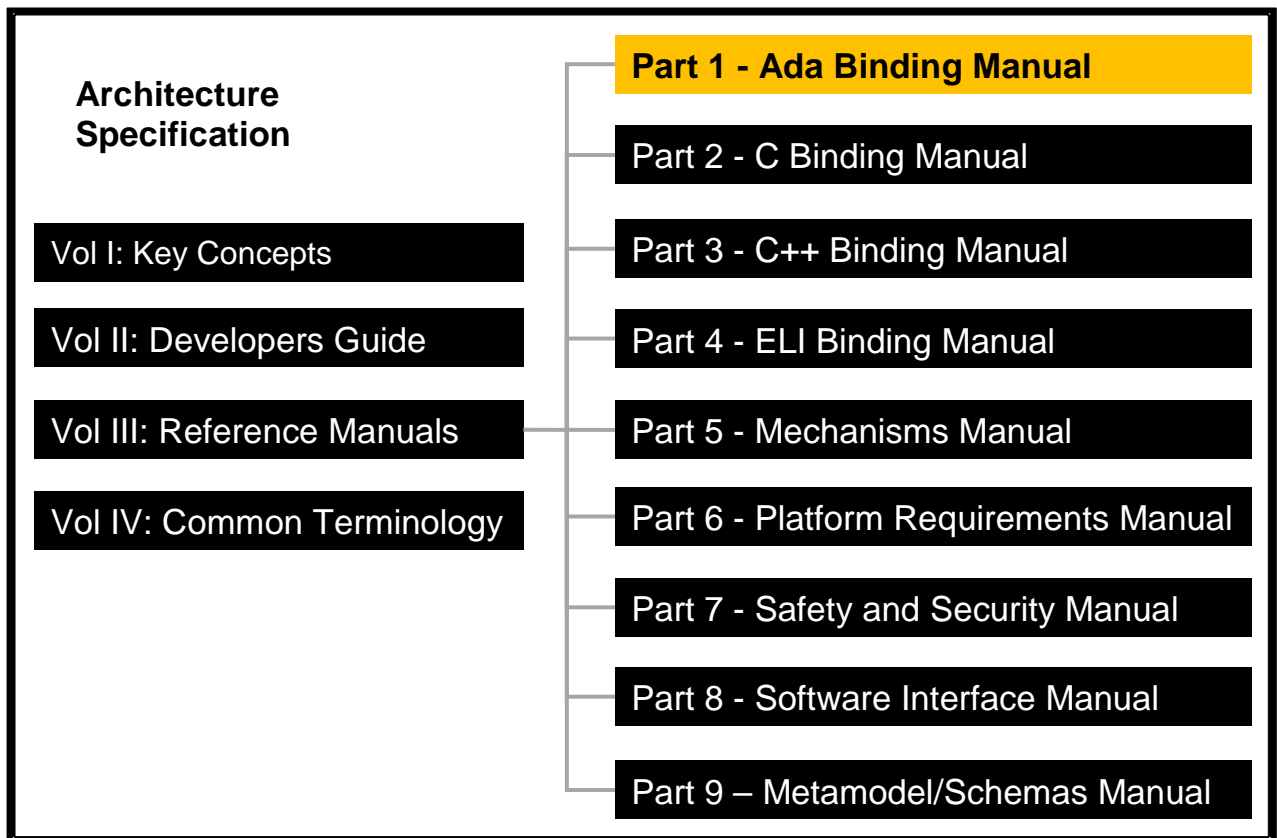 Architecture
Specification
Vol I: Key Concepts
Vol II: Developers Guide
Vol III: Reference Manuals
Vol IV: Common Terminology
Part 1 - Ada Binding Manual
Part 2 - C Binding Manual
Part 3 - C++ Binding Manual
Part 4 - ELI Binding Manual
Part 5 - Mechanisms Manual
Part 6 - Platform Requirements Manual
Part 7 - Safety and Security Manual
Part 8 - Software Interface Manual
Part 9 – Metamodel/Schemas Manual